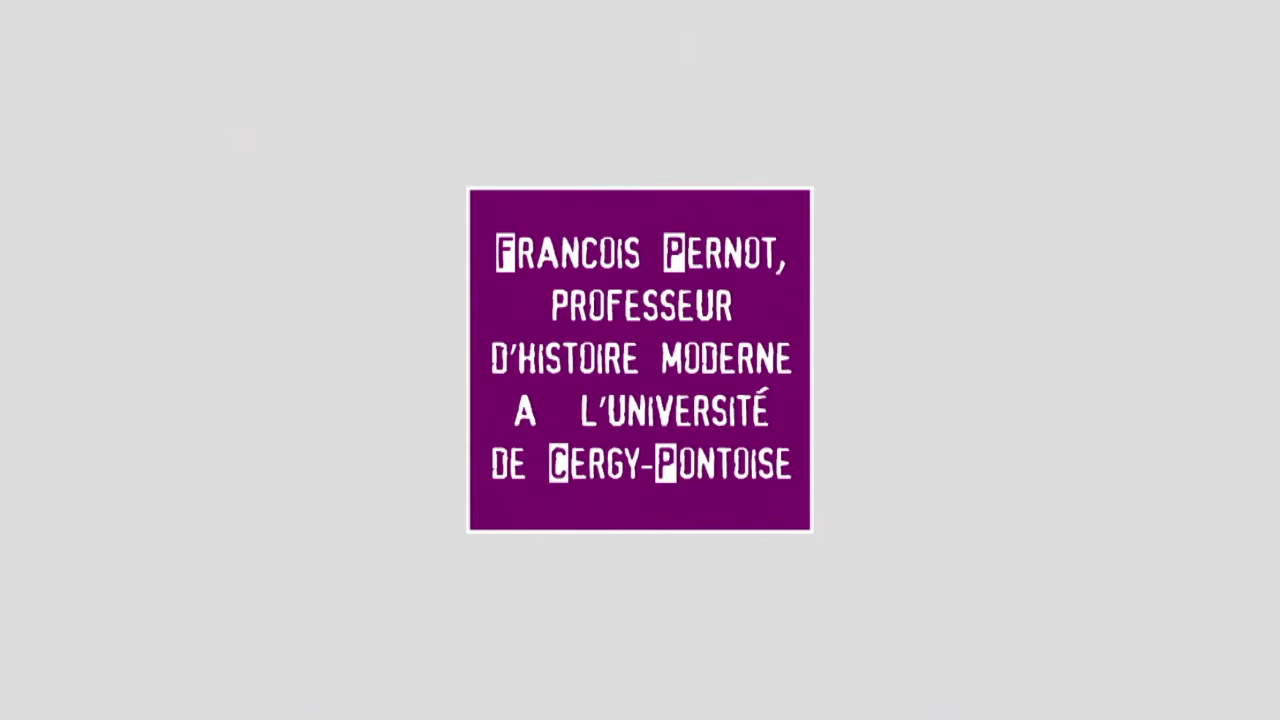 FRANCOIS PERNOT,
PROFESSEUR
D'HISTOIRE MODERNE
A L'UNIVERSITÉ
DE CERGY-PONTOISE